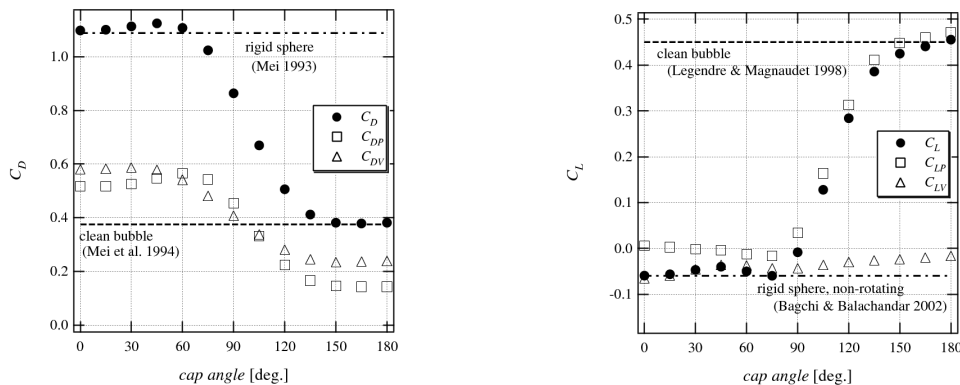 1.0
0.8
0.6
0.4
0.2
0.0
C_D
rigid sphere
(Mei 1993)
C_D
C_DP
C_DV
clean bubble
(Mei et al. 1994)
0 30 60 90 120 150 180
cap angle [deg.]
0.5
0.4
0.3
0.2
0.1
0.0
-0.1
C_L
clean bubble
(Legendre & Magnaudet 1998)
C_L
C_LP
C_LV
rigid sphere, non-rotating
(Bagchi & Balachandar 2002)
0 30 60 90 120 150 180
cap angle [deg.]